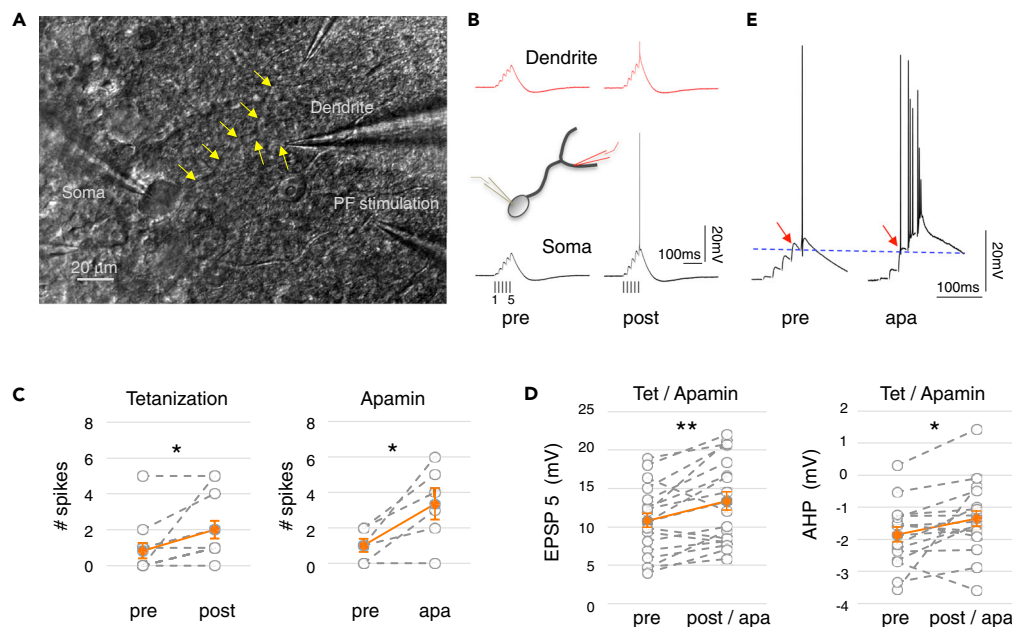 A
Dendrite
Soma
PF stimulation
20 µm
B
Dendrite
Soma
100ms
20mV
1 5
pre post
E
20mV
100ms
pre apa
C
Tetanization
# spikes
8
6
4
2
0
*
pre post
Apamin
# spikes
8
6
4
2
0
*
pre apa
D
Tet / Apamin
EPSP 5 (mV)
25
20
15
10
5
0
**
pre post / apa
Tet / Apamin
AHP (mV)
2
1
0
-1
-2
-3
-4
*
pre post / apa